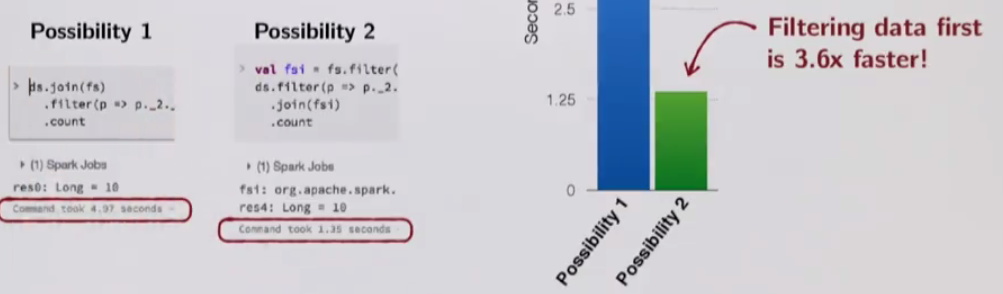 Possibility 1
> ds.join(fs)
.filter(p => p._2._
.count
(1) Spark Jobs
res0: Long = 10
Command took 4.97 seconds
Possibility 2
> val fsi = fs.filter(
ds.filter(p => p._2.
.join(fsi)
.count
(1) Spark Jobs
fsi: org.apache.spark.
res4: Long = 10
Command took 1.35 seconds
Secon
2.5
1.25
0
Possibility 1
Possibility 2
Filtering data first
is 3.6x faster!